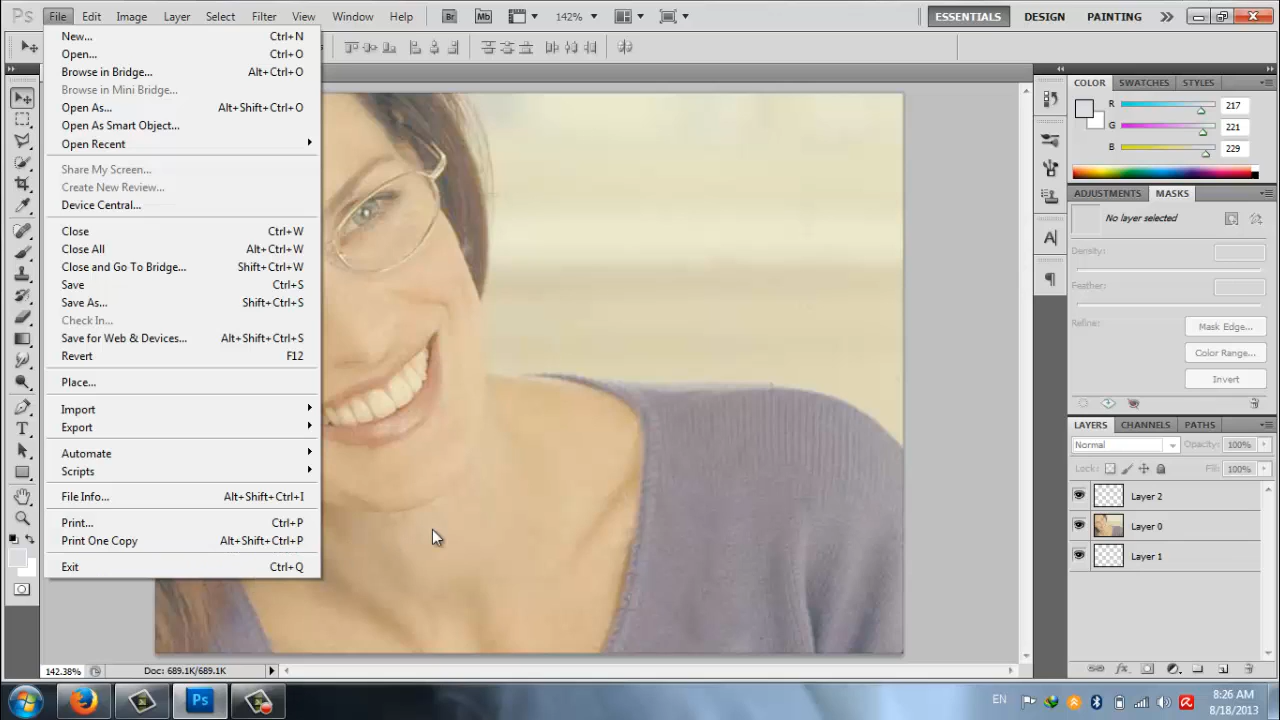 Ps File Edit Image Layer Select Filter View Window Help Br Mb 142% ESSENTIALS DESIGN PAINTING
New... Ctrl+N
Open... Ctrl+O
Browse in Bridge... Alt+Ctrl+O
Browse in Mini Bridge...
Open As... Alt+Shift+Ctrl+O
Open As Smart Object...
Open Recent
Share My Screen...
Create New Review...
Device Central...
Close Ctrl+W
Close All Alt+Ctrl+W
Close and Go To Bridge... Shift+Ctrl+W
Save Ctrl+S
Save As... Shift+Ctrl+S
Check In...
Save for Web & Devices... Alt+Shift+Ctrl+S
Revert F12
Place...
Import
Export
Automate
Scripts
File Info... Alt+Shift+Ctrl+I
Print... Ctrl+P
Print One Copy Alt+Shift+Ctrl+P
Exit Ctrl+Q
COLOR SWATCHES STYLES
R 217
G 221
B 229
ADJUSTMENTS MASKS
No layer selected
Density:
Feather:
Refine: Mask Edge...
Color Range...
Invert
LAYERS CHANNELS PATHS
Normal Opacity: 100%
Lock: Fill: 100%
Layer 2
Layer 0
Layer 1
142.38% Doc: 689.1K/689.1K
Ps EN 8:26 AM
8/18/2013